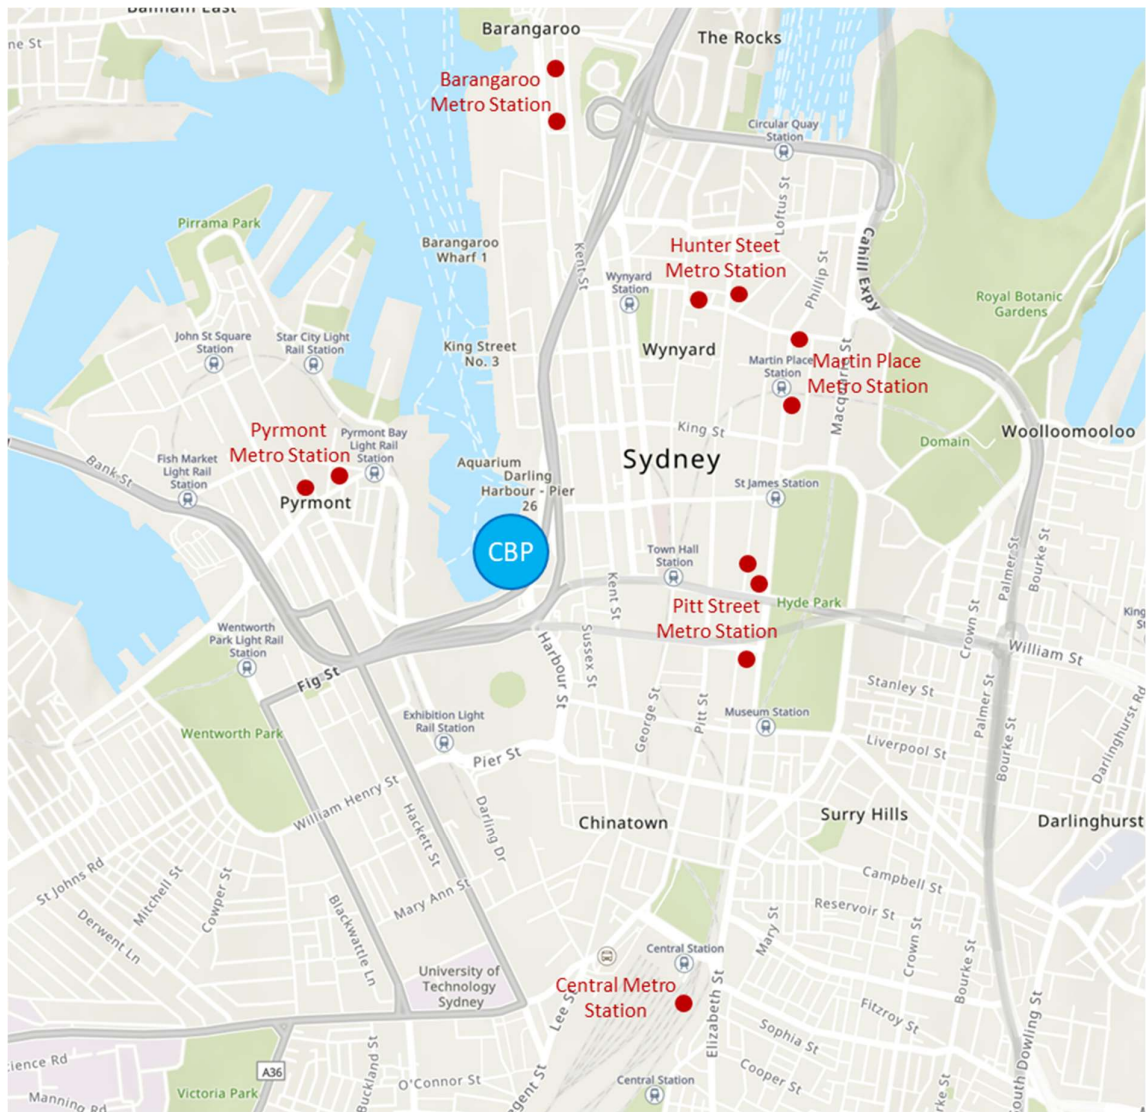 Balmain East
Barangaroo
The Rocks
Barangaroo
Metro Station
Circular Quay
Station
Loftus St
Pirrama Park
Barangaroo
Wharf 1
Kent St
Hunter Steet
Metro Station
Wynyard
Station
Phillip St
Cahill Expy
Royal Botanic
Gardens
John St Square
Station
Star City Light
Rail Station
King Street
No. 3
Wynyard
Martin Place
Station
Martin Place
Metro Station
Macquarie St
Pyrmont
Metro Station
Pyrmont Bay
Light Rail
Station
King St
Domain
Woolloomooloo
Bank St
Fish Market
Light Rail
Station
Pyrmont
Aquarium
Darling
Harbour - Pier
26
Sydney
St James Station
CBP
Town Hall
Station
Kent St
Pitt Street
Metro Station
Hyde Park
Palmer St
Bourke St
Crown St
William St
Wentworth
Park Light Rail
Station
Fig St
Harbour St
Sussex St
George St
Pitt St
Stanley St
Palmer St
Bourke St
Darlinghurst Rd
Museum Station
Liverpool St
Wentworth Park
Exhibition Light
Rail Station
Pier St
William Henry St
Hackett St
Darling Dr
Chinatown
Surry Hills
Darlinghurst
St Johns Rd
Mitchell St
Cowper St
Derwent Ln
Mary Ann St
Blackwattle Ln
Campbell St
Reservoir St
Mary St
Crown St
Bourke St
University of
Technology
Sydney
Central Station
Central Metro
Station
Lee St
Elizabeth St
Fitzroy St
Sophia St
South Dowling St
A36
Cooper St
Victoria Park
Buckland St
O'Connor St
Central Station
Manning Rd